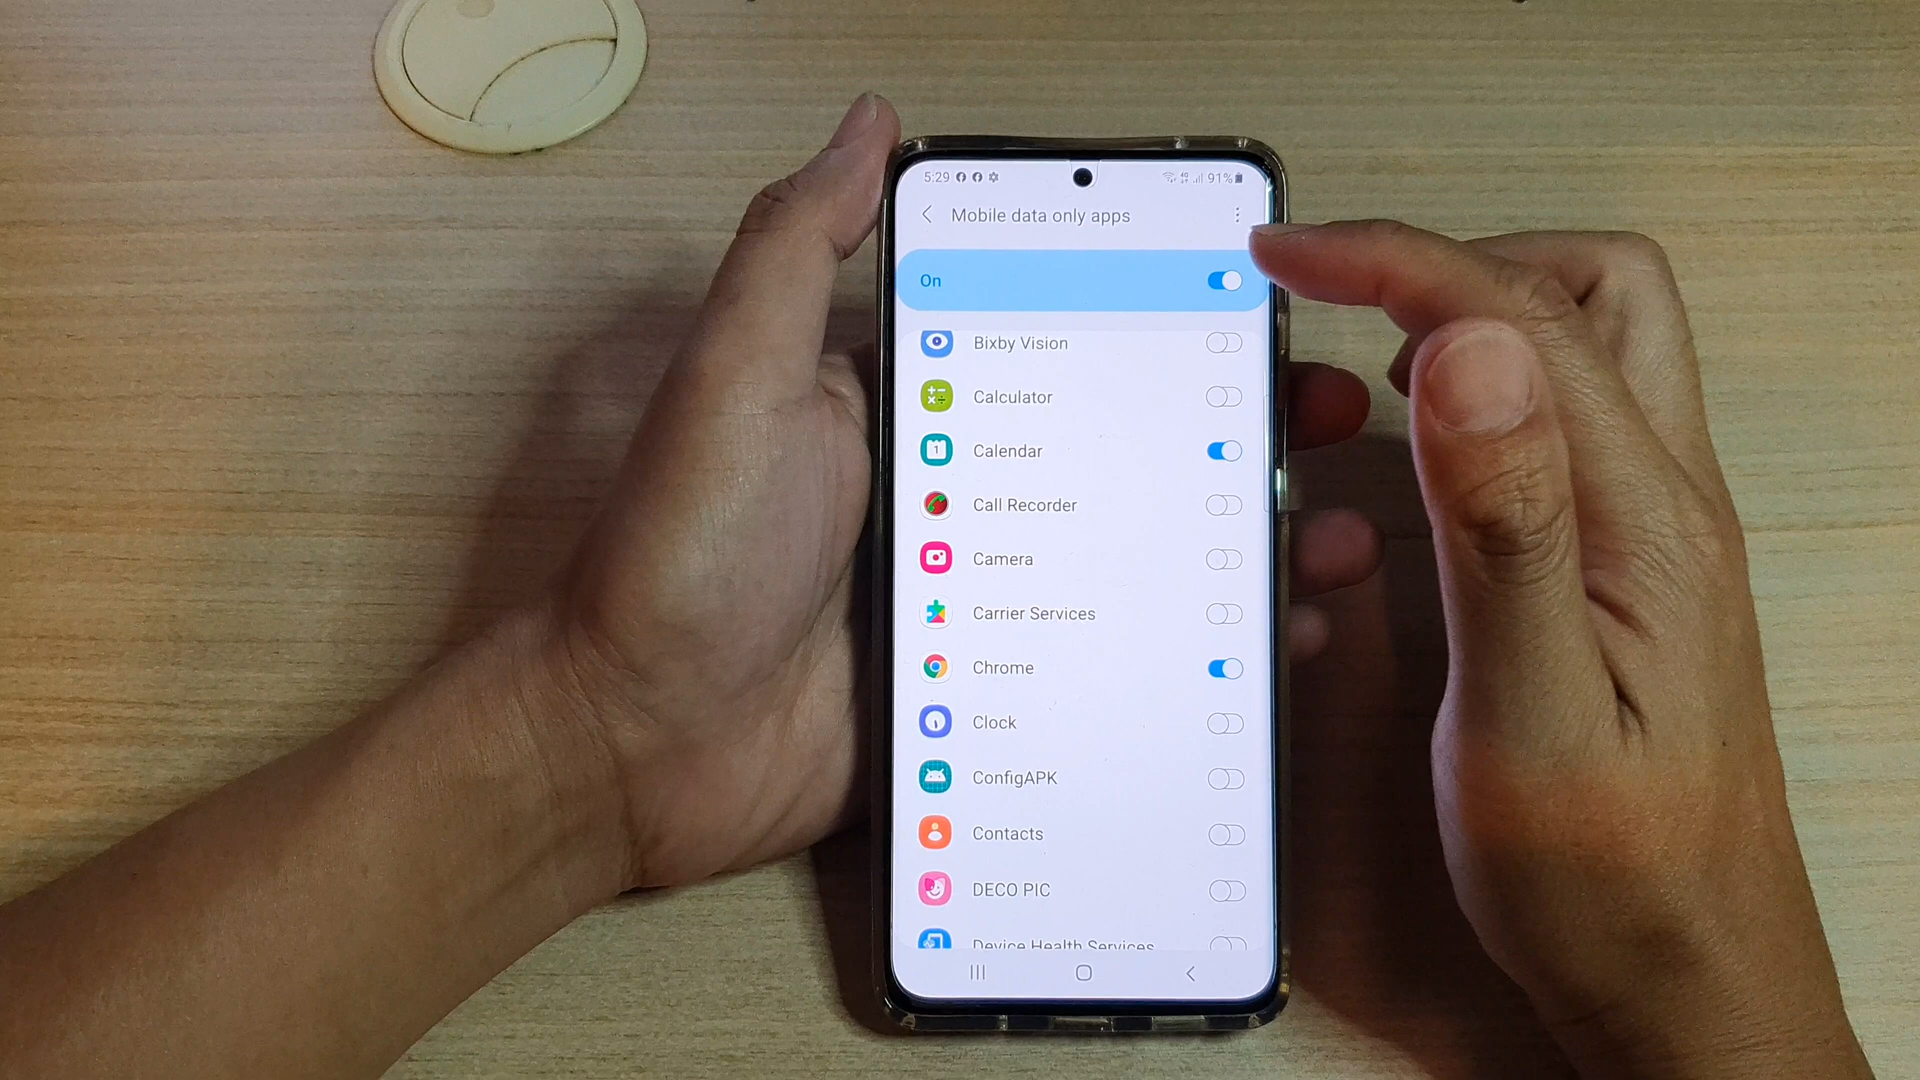 5:29 4G 91%
Mobile data only apps
On
Bixby Vision
Calculator
Calendar
Call Recorder
Camera
Carrier Services
Chrome
Clock
ConfigAPK
Contacts
DECO PIC
Device Health Services